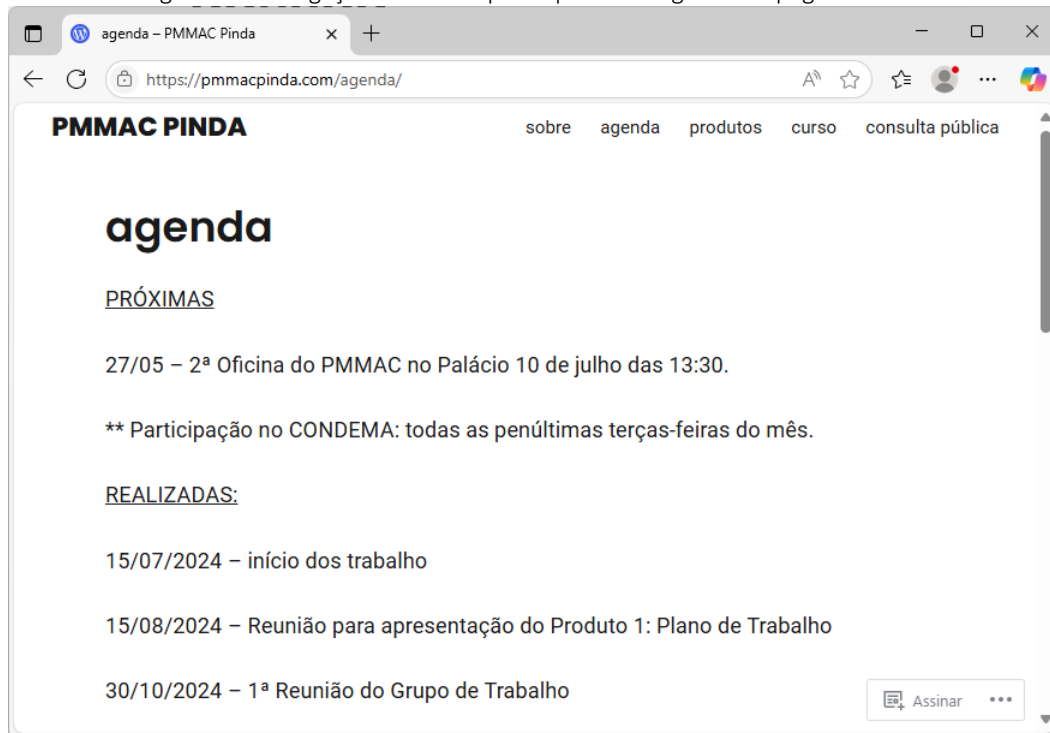 agenda – PMMAC Pinda
https://pmmacpinda.com/agenda/
PMMAC PINDA
sobre agenda produtos curso consulta pública
agenda
PRÓXIMAS
27/05 – 2ª Oficina do PMMAC no Palácio 10 de julho das 13:30.
** Participação no CONDEMA: todas as penúltimas terças-feiras do mês.
REALIZADAS:
15/07/2024 – início dos trabalho
15/08/2024 – Reunião para apresentação do Produto 1: Plano de Trabalho
30/10/2024 – 1ª Reunião do Grupo de Trabalho
Assinar